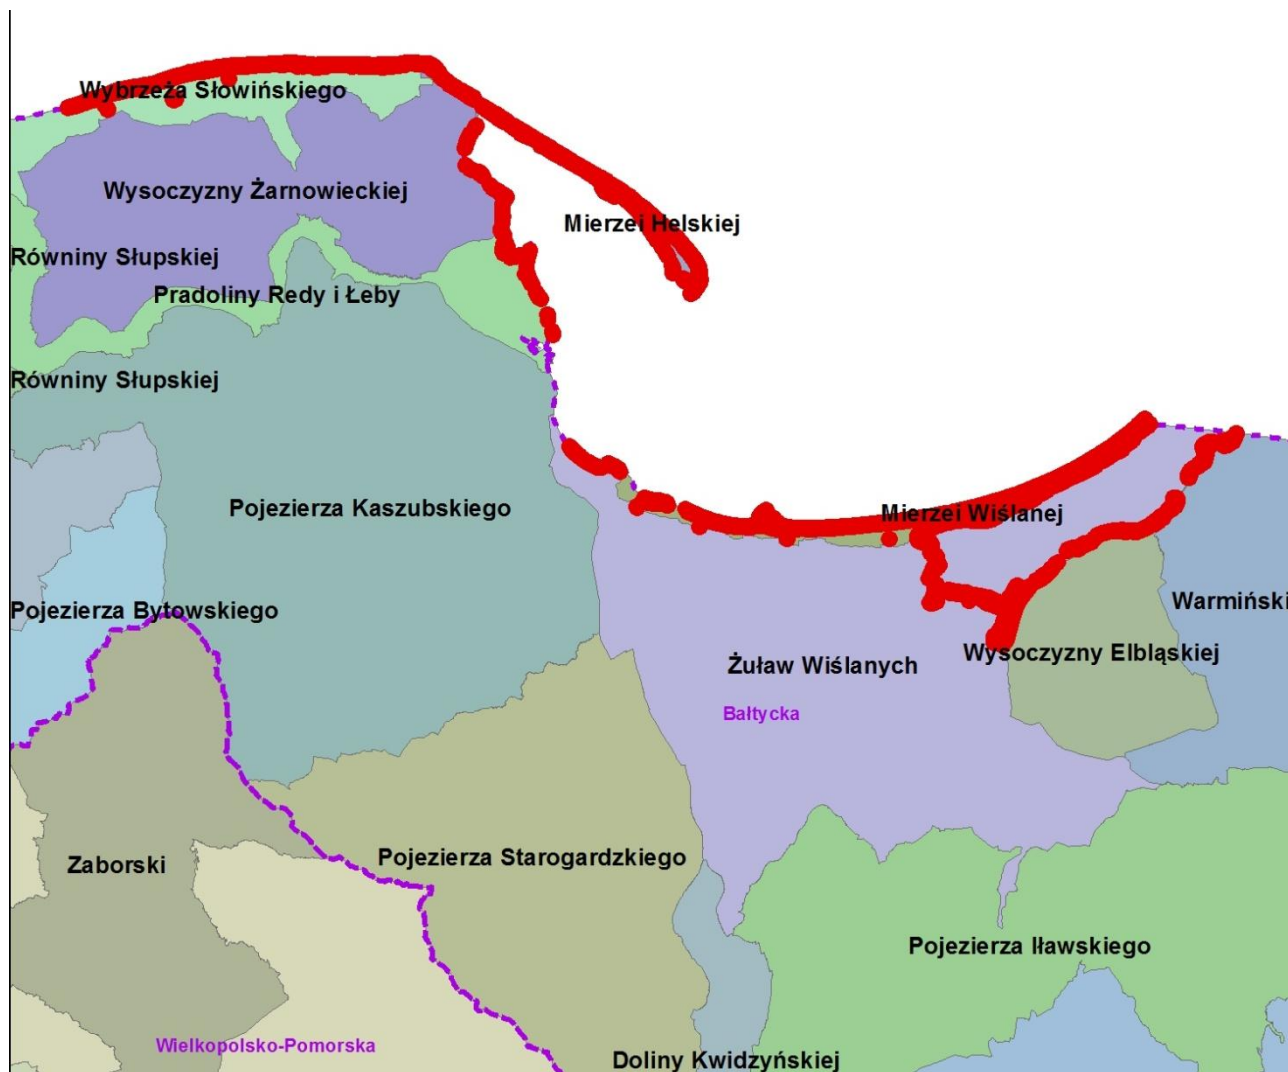 Wybrzeża Słowińskiego
Wysoczyzny Żarnowieckiej
Mierzei Helskiej
Równiny Słupskiej
Pradoliny Redy i Łeby
Równiny Słupskiej
Pojezierza Kaszubskiego
Mierzei Wiślanej
Pojezierza Bytowskiego
Warmiński
Wysoczyzny Elbląskiej
Żuław Wiślanych
Bałtycka
Zaborski
Pojezierza Starogardzkiego
Pojezierza Iławskiego
Wielkopolsko-Pomorska
Doliny Kwidzyńskiej